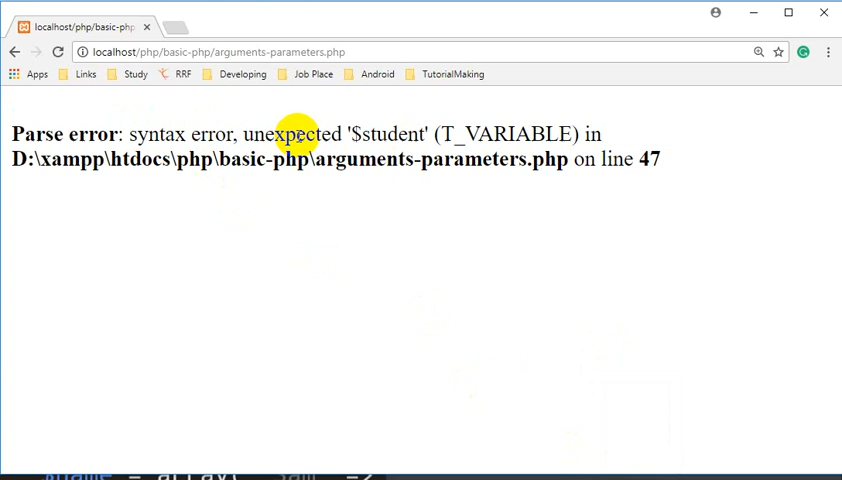 localhost/php/basic-php
localhost/php/basic-php/arguments-parameters.php
Apps Links Study RRF Developing Job Place Android TutorialMaking
Parse error: syntax error, unexpected '$student' (T_VARIABLE) in
D:\xampp\htdocs\php\basic-php\arguments-parameters.php on line 47